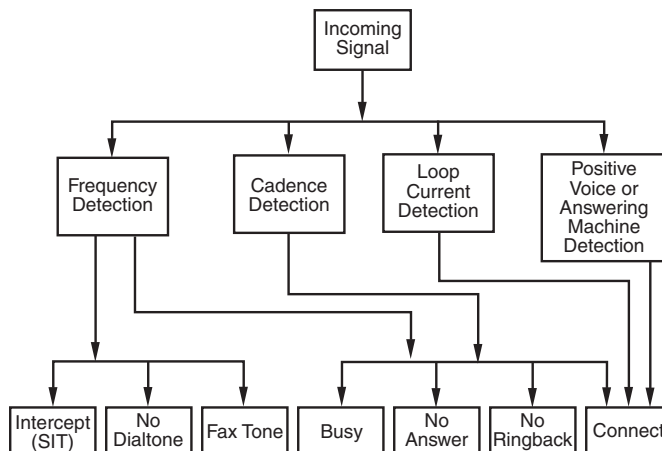 Incoming
Signal
Frequency
Detection
Cadence
Detection
Loop
Current
Detection
Positive
Voice or
Answering
Machine
Detection
Intercept
(SIT)
No
Dialtone
Fax Tone
Busy
No
Answer
No
Ringback
Connect